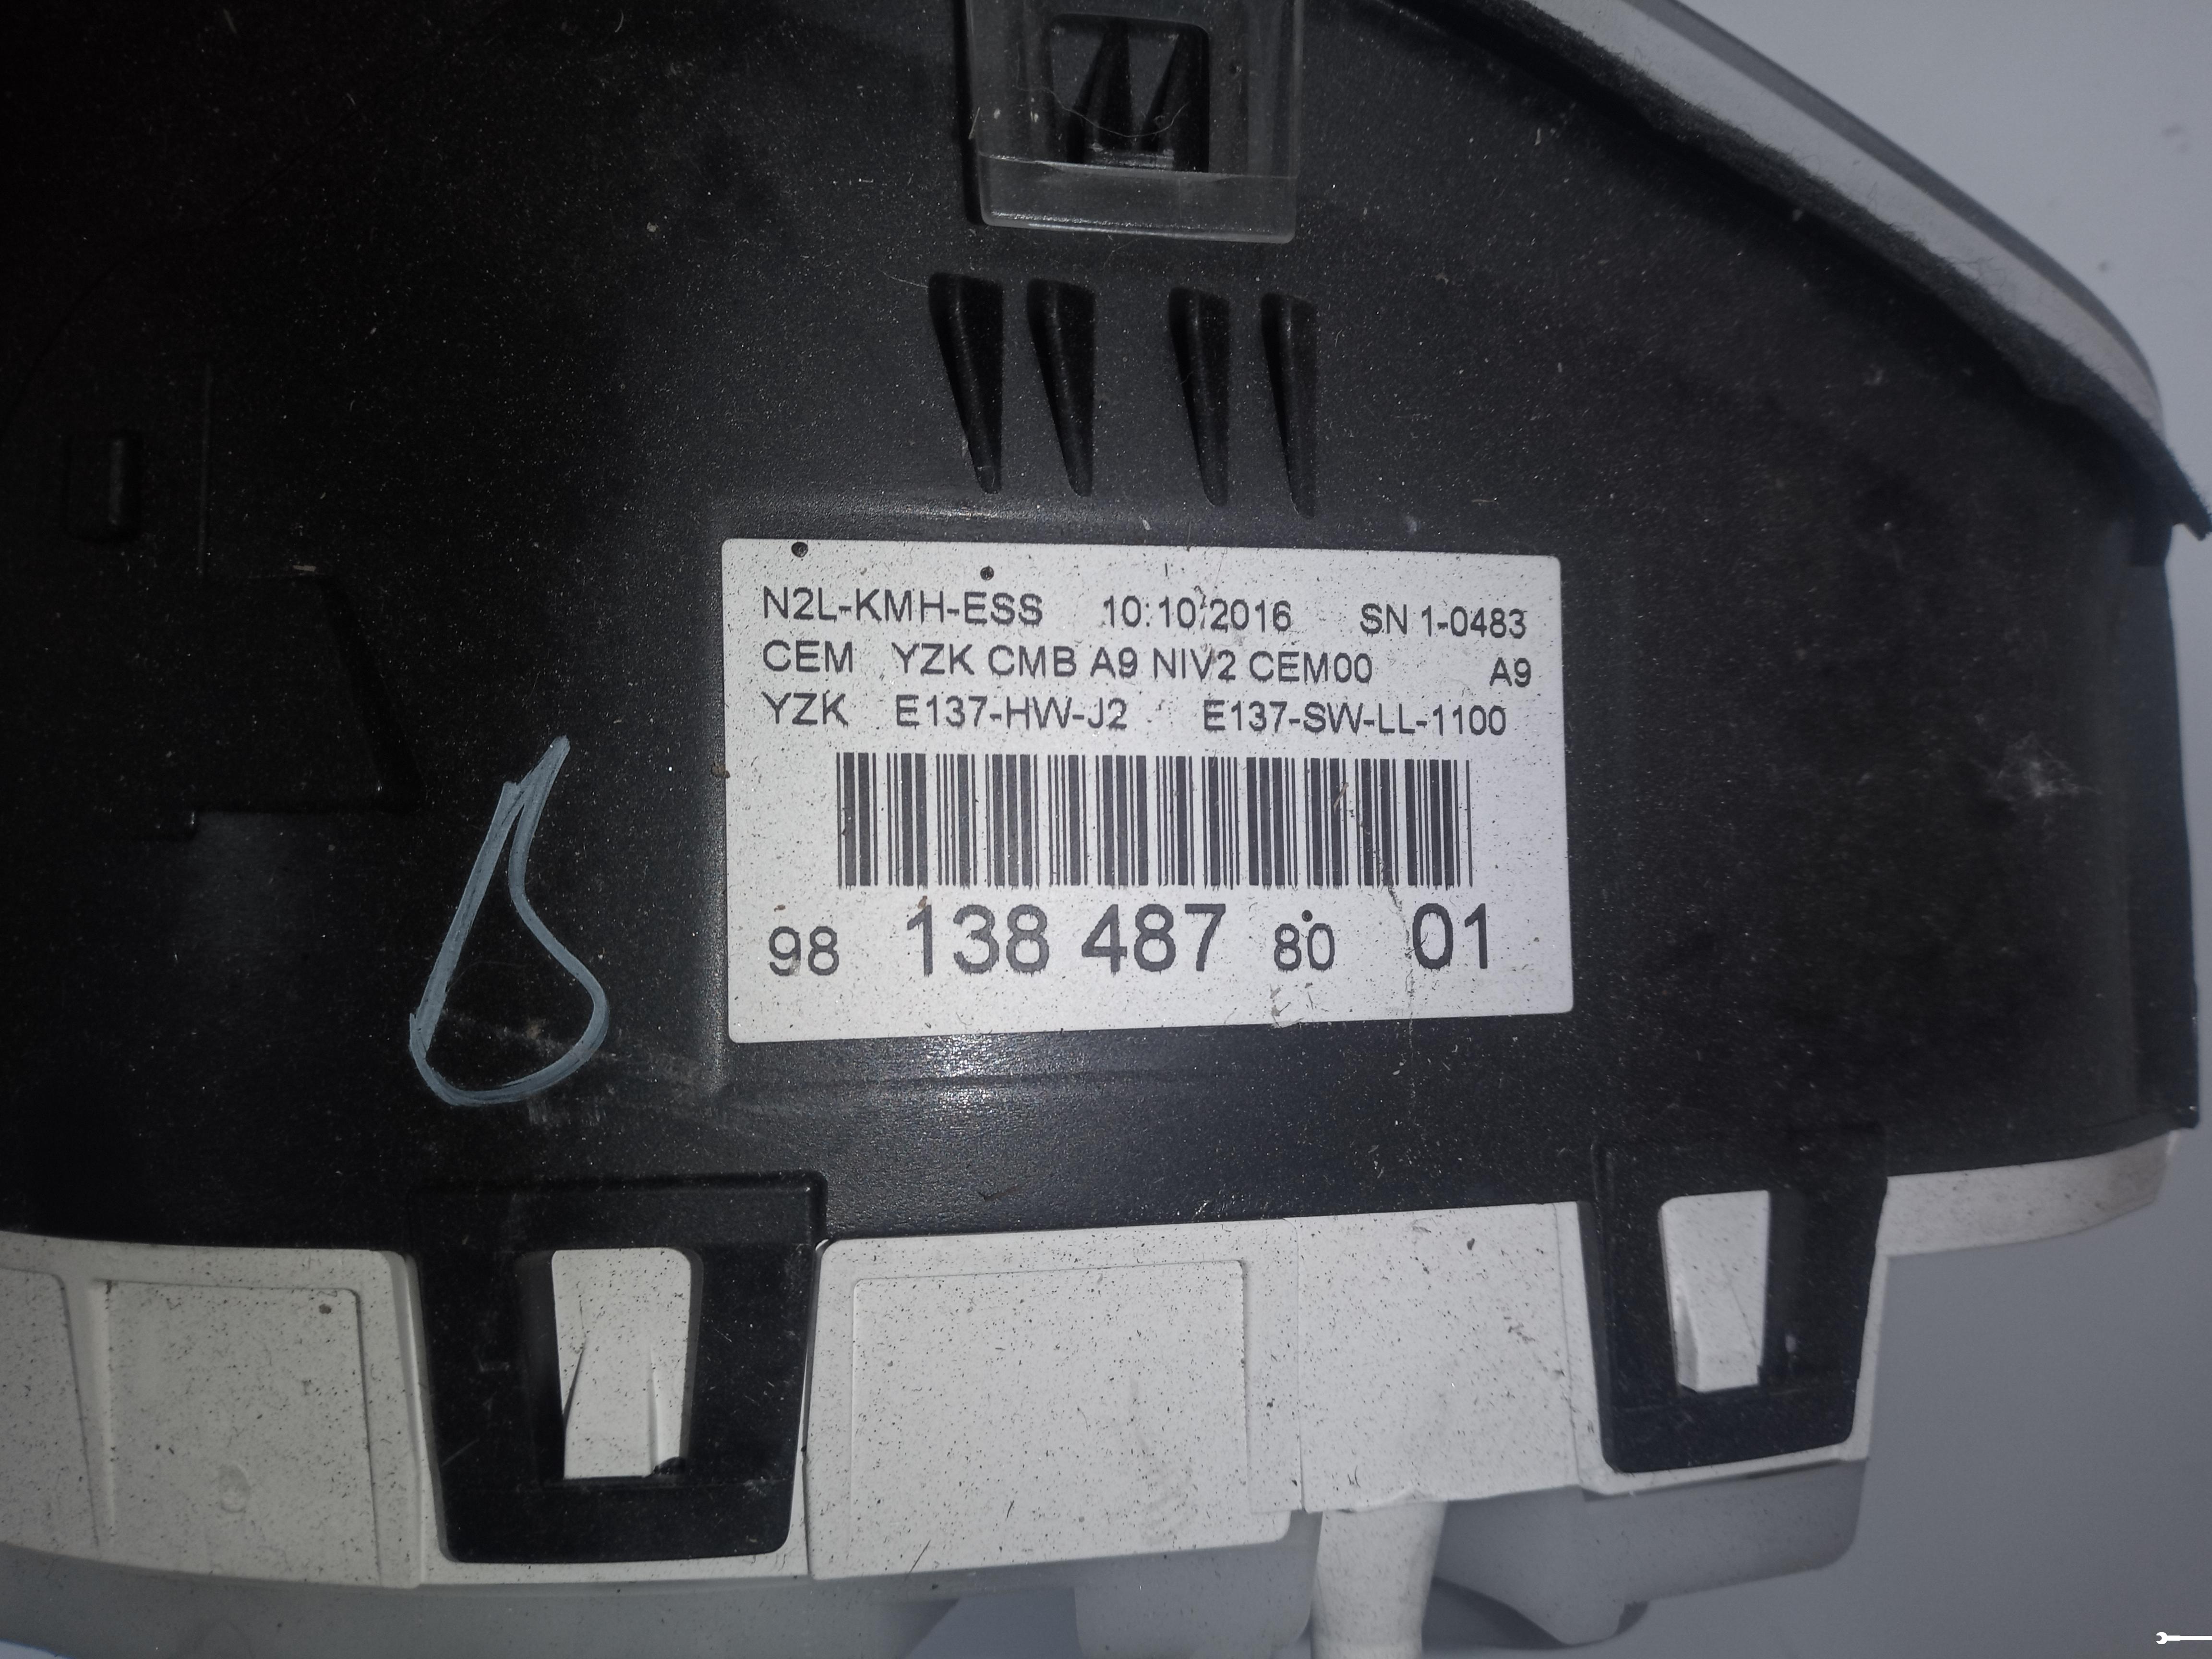 N2L-KMH-ESS 10.10.2016 SN 1-0483
CEM YZK CMB A9 NIV2 CEM00 A9
YZK E137-HW-J2 E137-SW-LL-1100
98 138 487 80 01